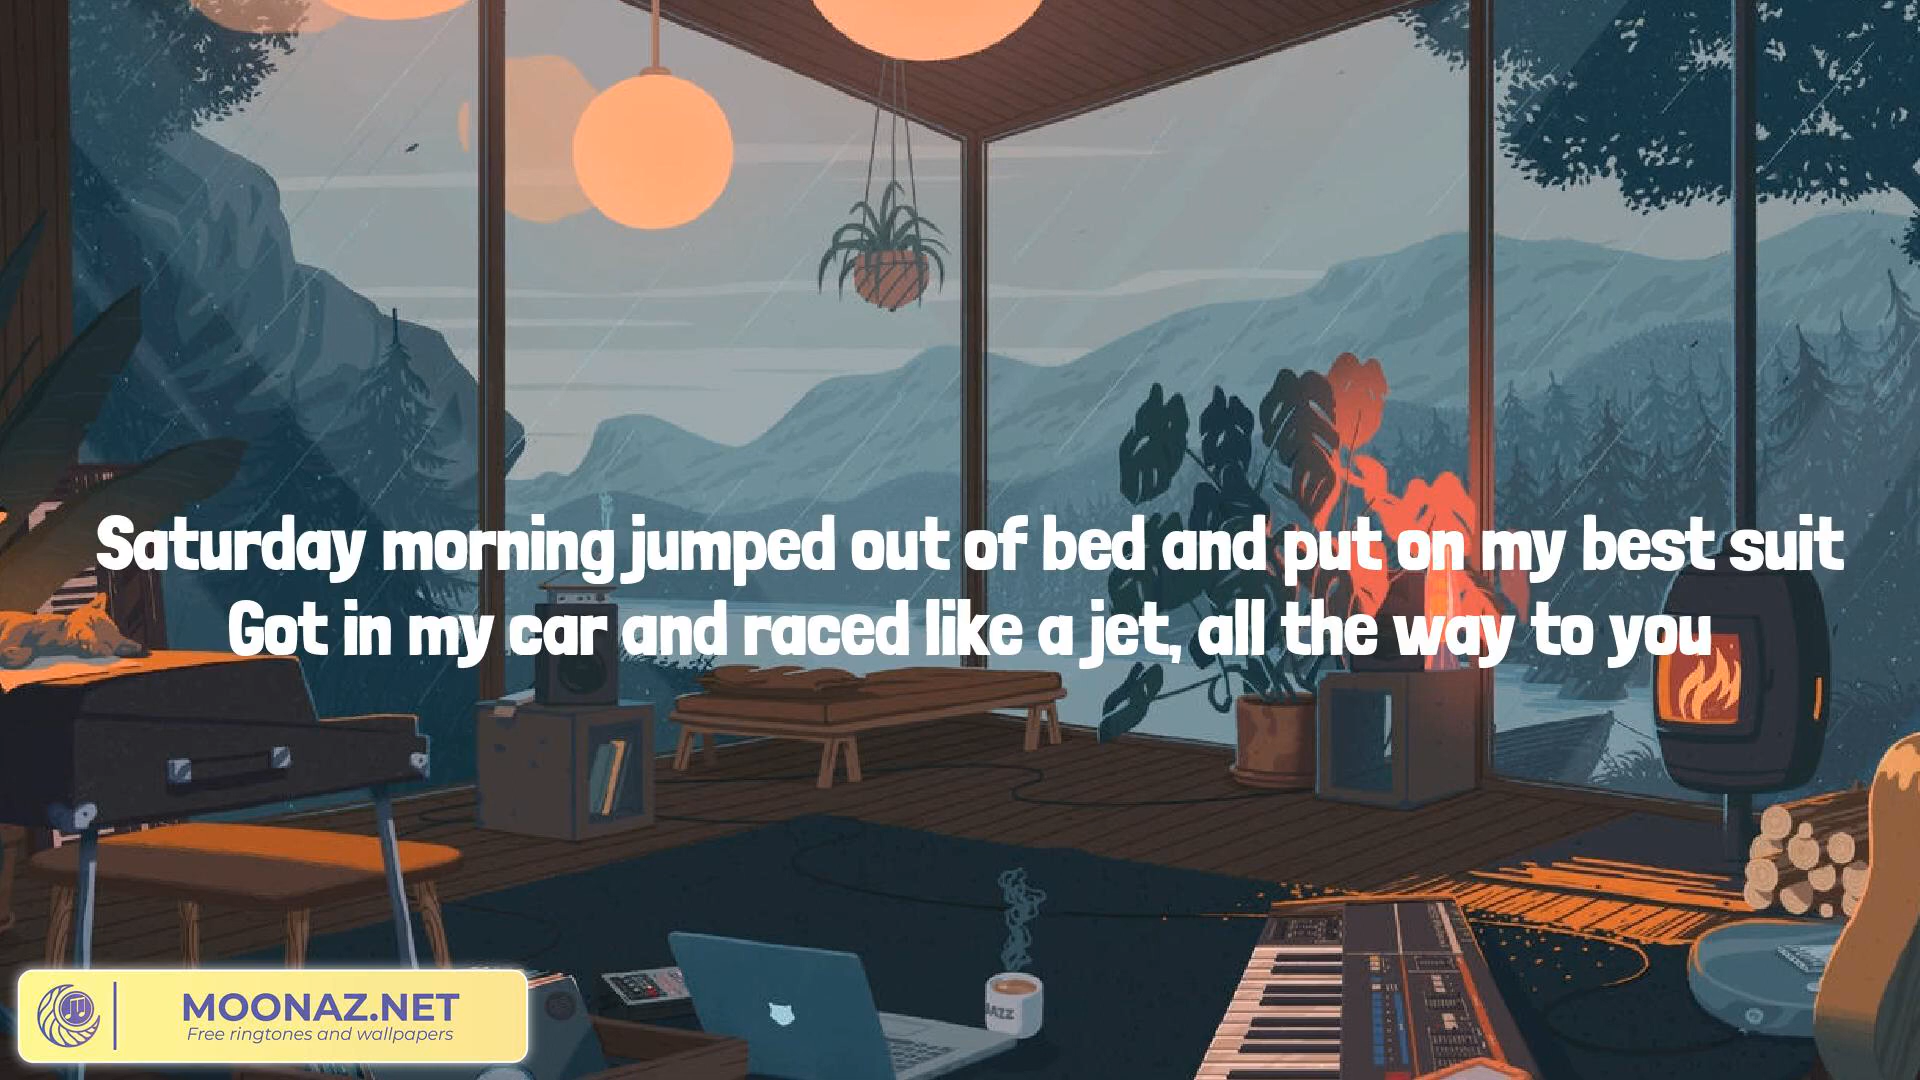 Saturday morning jumped out of bed and put on my best suit
Got in my car and raced like a jet, all the way to you
JAZZ
MOONAZ.NET
Free ringtones and wallpapers